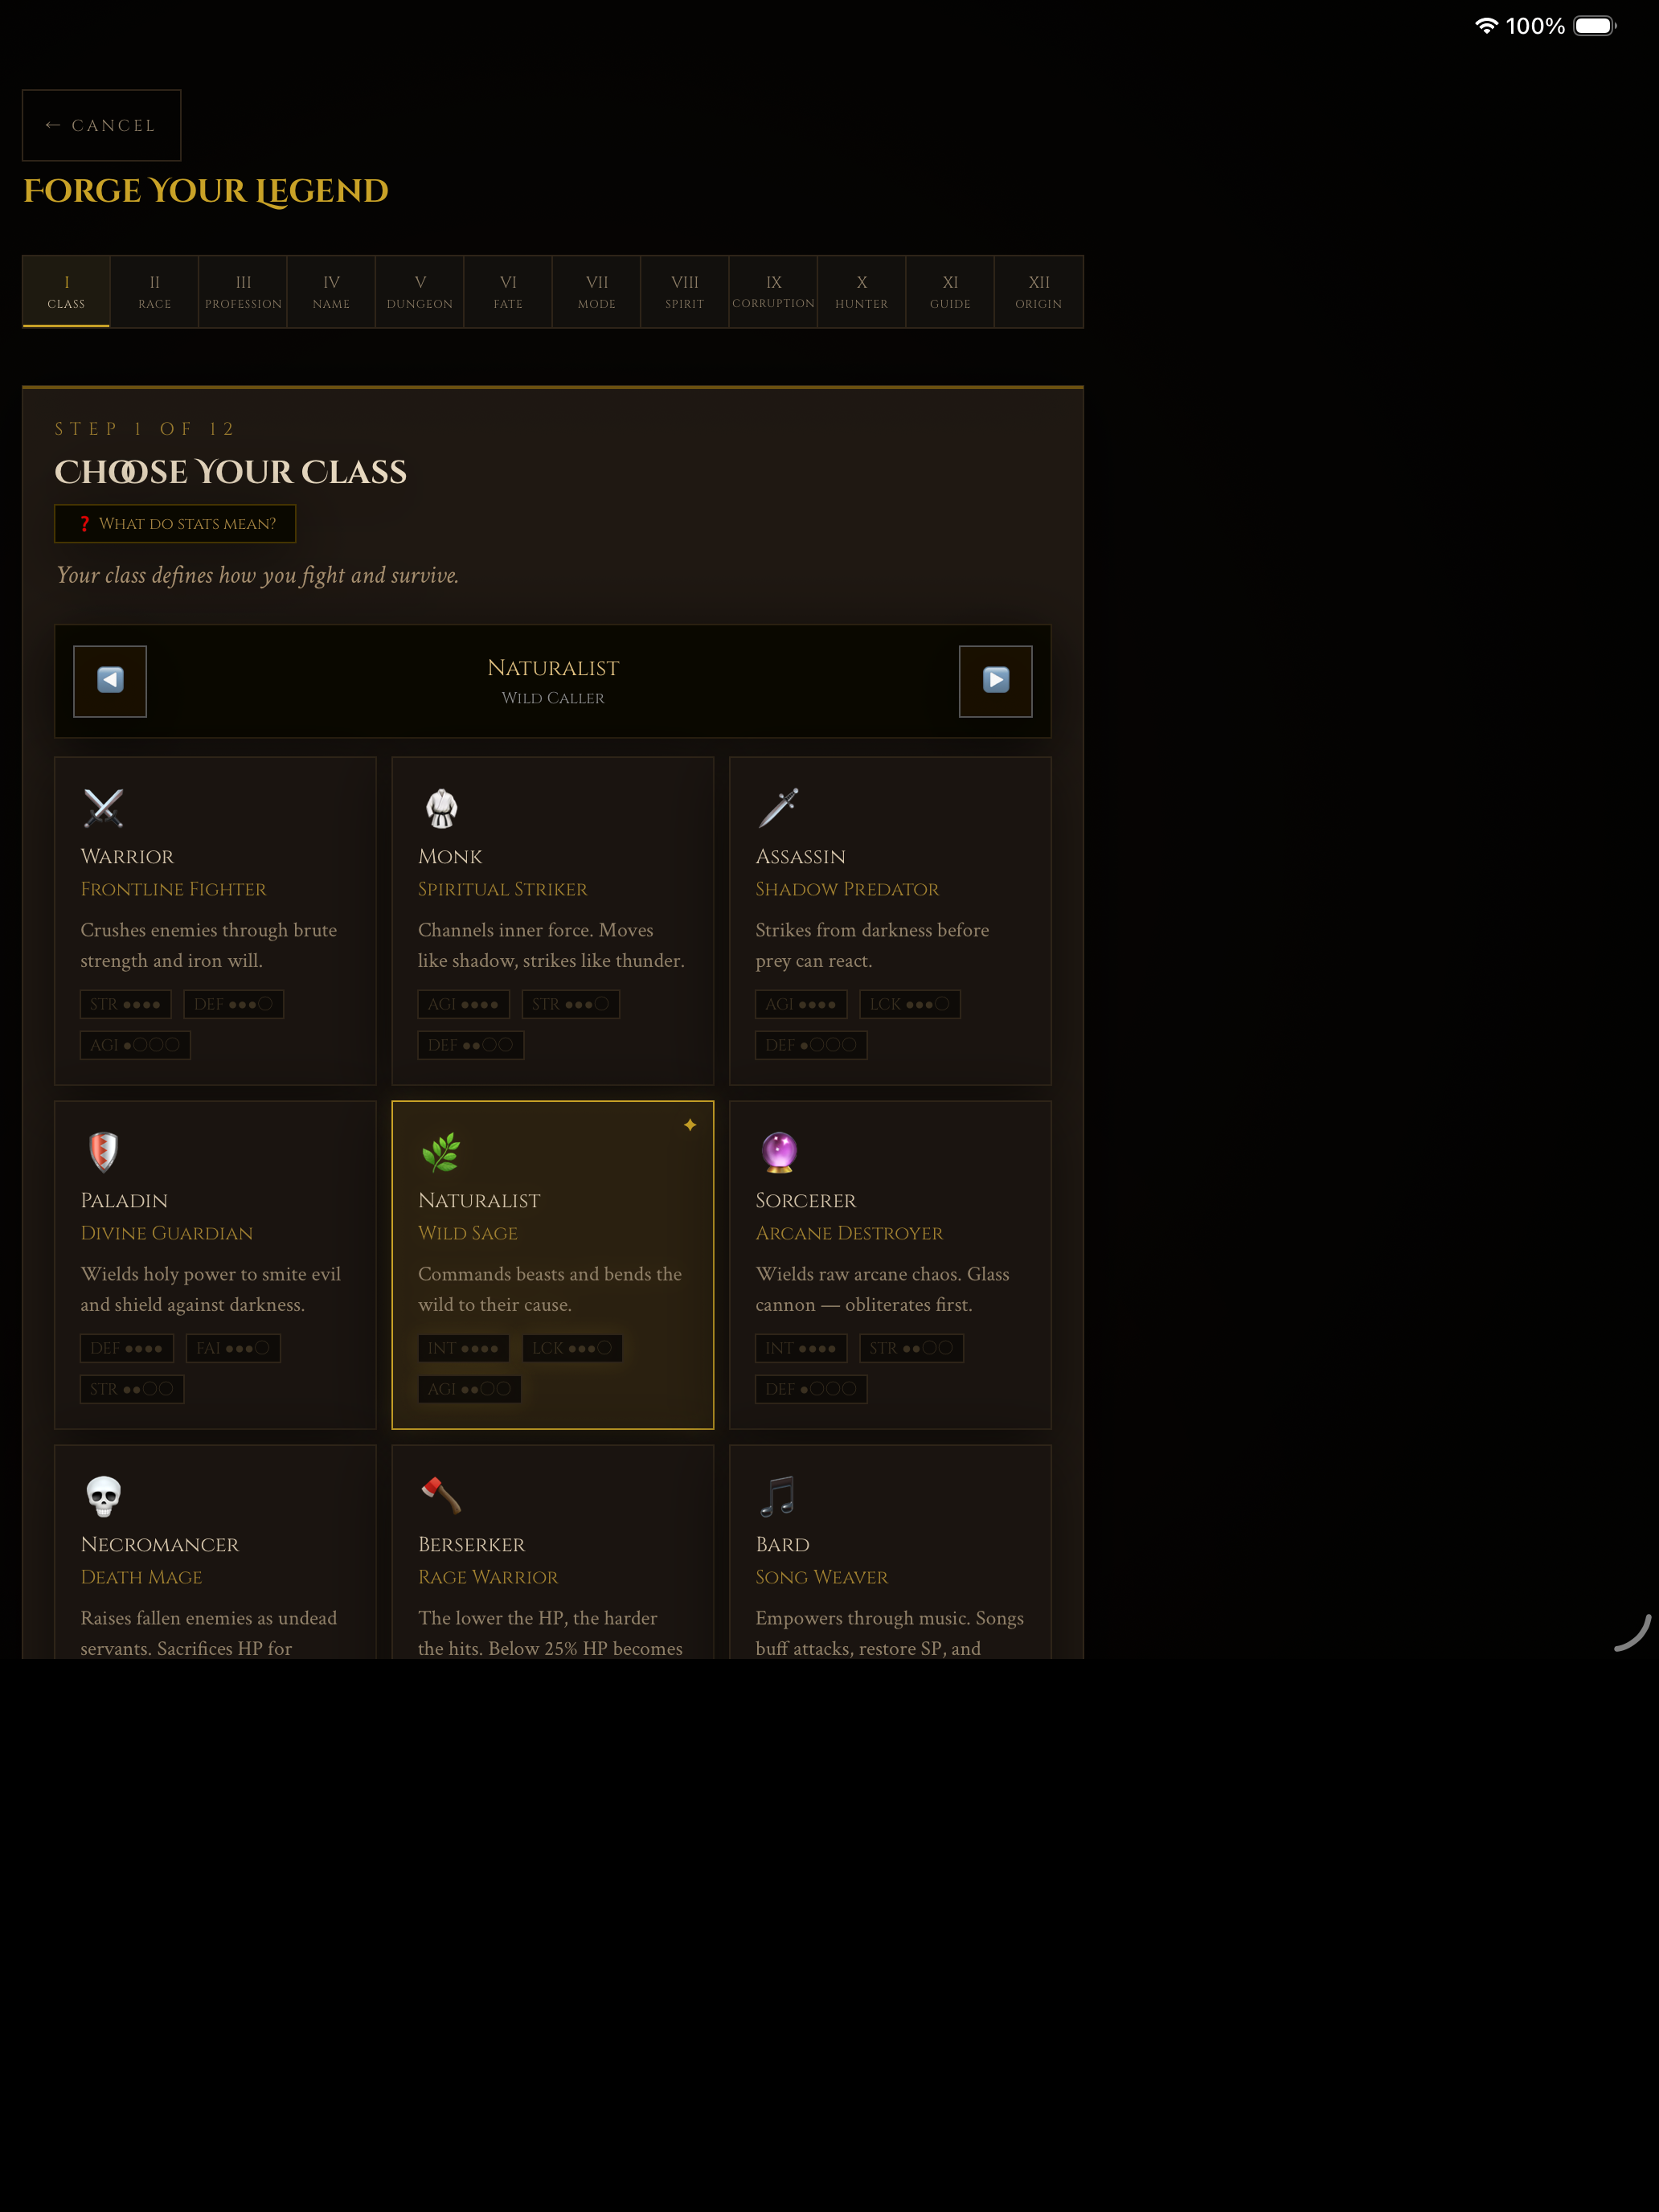 100%
← CANCEL
FORGE YOUR LEGEND
I
CLASS
II
RACE
III
PROFESSION
IV
NAME
V
DUNGEON
VI
FATE
VII
MODE
VIII
SPIRIT
IX
CORRUPTION
X
HUNTER
XI
GUIDE
XII
ORIGIN
STEP 1 OF 12
CHOOSE YOUR CLASS
❓ WHAT DO STATS MEAN?
Your class defines how you fight and survive.
◀️
NATURALIST
WILD CALLER
▶️
WARRIOR
FRONTLINE FIGHTER
Crushes enemies through brute
strength and iron will.
STR ●●●● DEF ●●●○
AGI ●○○○
MONK
SPIRITUAL STRIKER
Channels inner force. Moves
like shadow, strikes like thunder.
AGI ●●●● STR ●●●○
DEF ●●○○
ASSASSIN
SHADOW PREDATOR
Strikes from darkness before
prey can react.
AGI ●●●● LCK ●●●○
DEF ●○○○
PALADIN
DIVINE GUARDIAN
Wields holy power to smite evil
and shield against darkness.
DEF ●●●● FAI ●●●○
STR ●●○○
✦
NATURALIST
WILD SAGE
Commands beasts and bends the
wild to their cause.
INT ●●●● LCK ●●●○
AGI ●●○○
SORCERER
ARCANE DESTROYER
Wields raw arcane chaos. Glass
cannon — obliterates first.
INT ●●●● STR ●●○○
DEF ●○○○
NECROMANCER
DEATH MAGE
Raises fallen enemies as undead
servants. Sacrifices HP for
BERSERKER
RAGE WARRIOR
The lower the HP, the harder
the hits. Below 25% HP becomes
BARD
SONG WEAVER
Empowers through music. Songs
buff attacks, restore SP, and